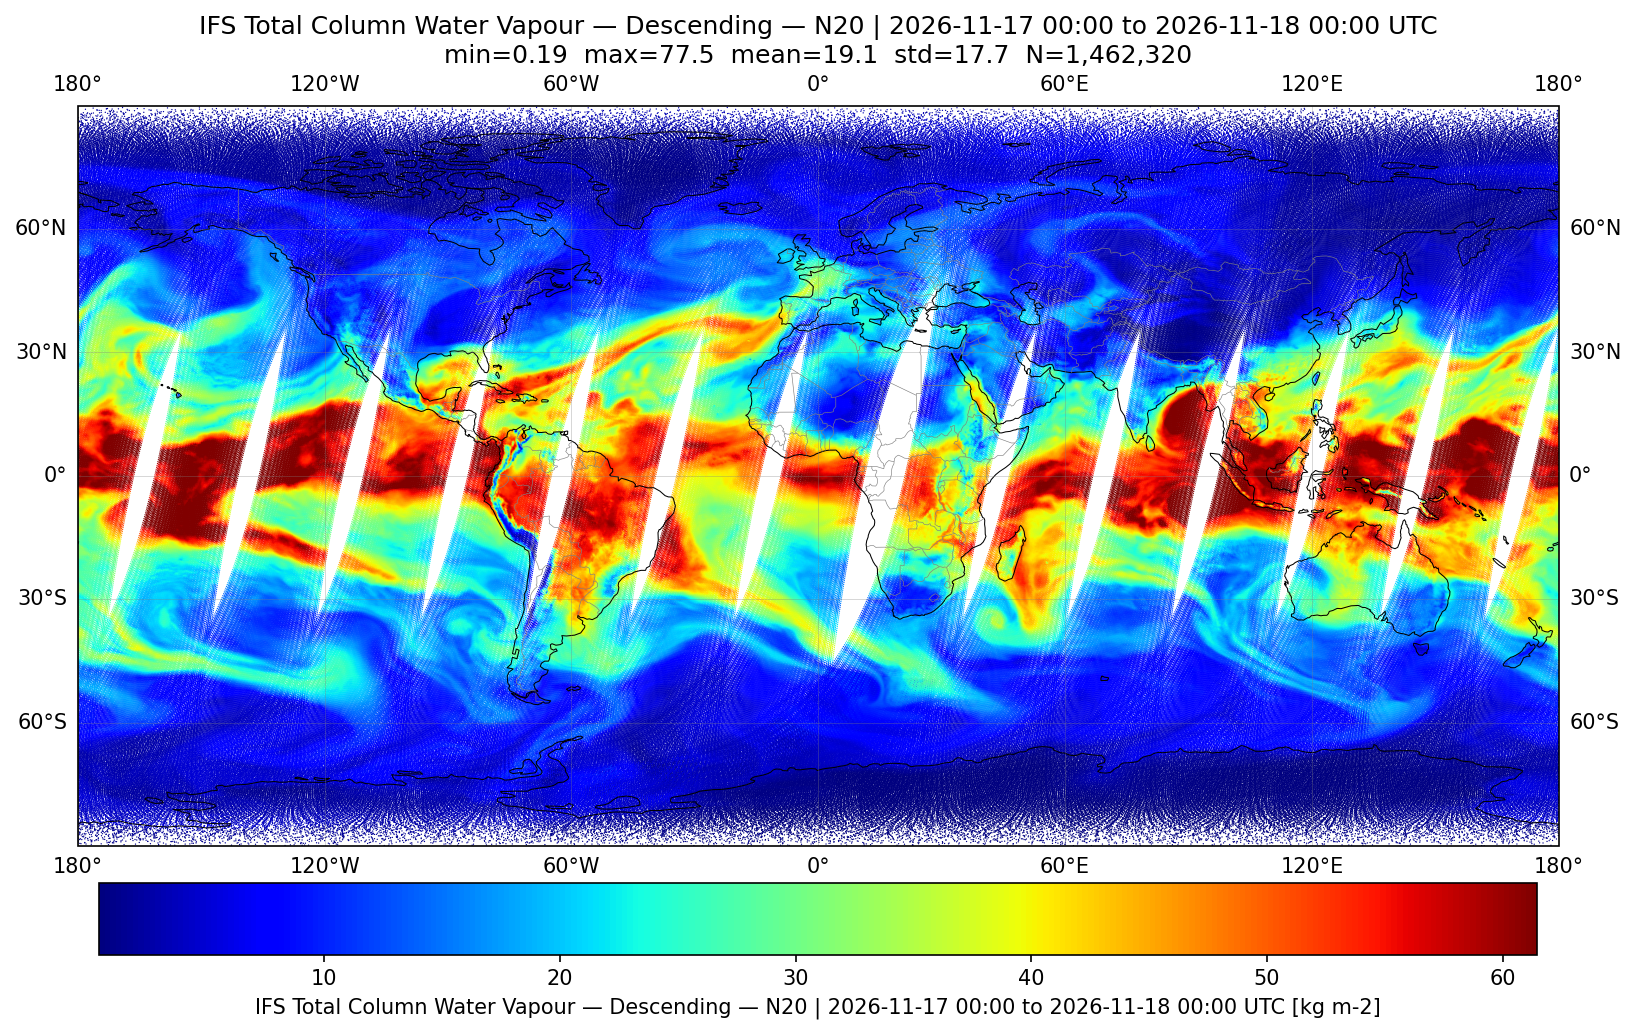 IFS Total Column Water Vapour — Descending — N20 | 2026-11-17 00:00 to 2026-11-18 00:00 UTC
min=0.19 max=77.5 mean=19.1 std=17.7 N=1,462,320
180° 120°W 60°W 0° 60°E 120°E 180°
60°N 60°N
30°N 30°N
0° 0°
30°S 30°S
60°S 60°S
180° 120°W 60°W 0° 60°E 120°E 180°
10 20 30 40 50 60
IFS Total Column Water Vapour — Descending — N20 | 2026-11-17 00:00 to 2026-11-18 00:00 UTC [kg m-2]